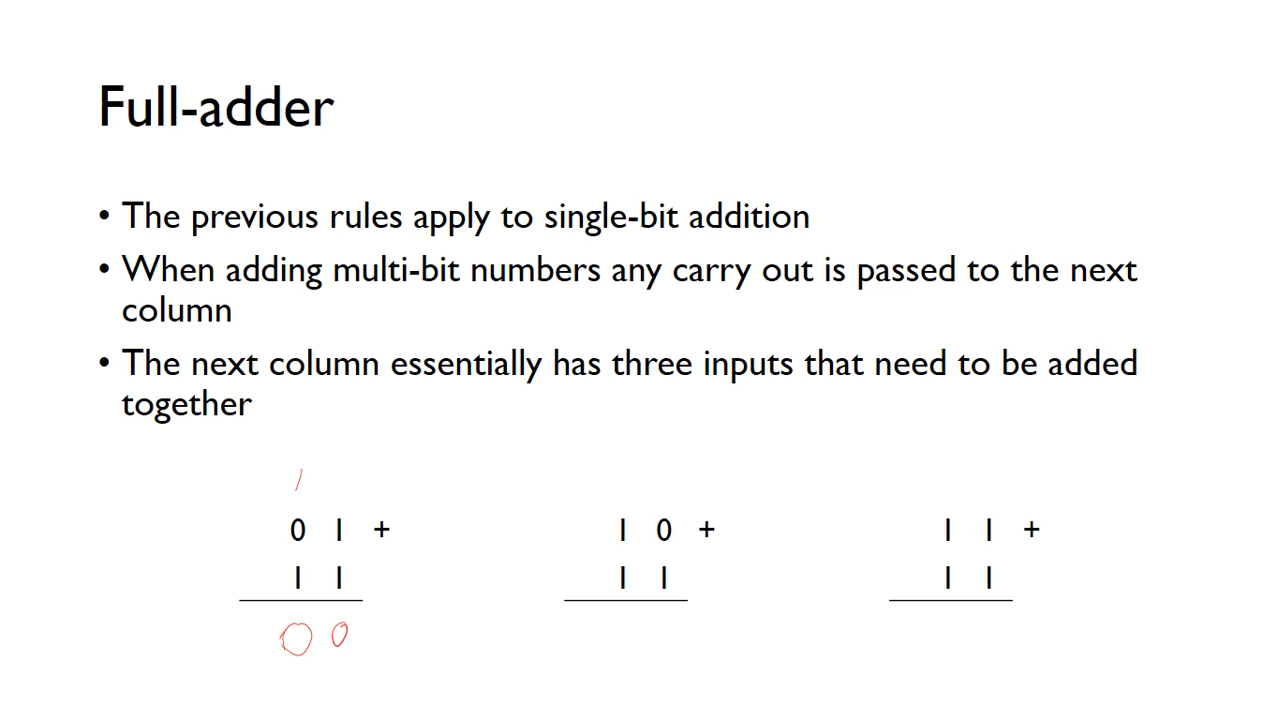 Full-adder
• The previous rules apply to single-bit addition
• When adding multi-bit numbers any carry out is passed to the next
column
• The next column essentially has three inputs that need to be added
together
1
0 1 + 1 0 + 1 1 +
1 1 1 1 1 1
0 0